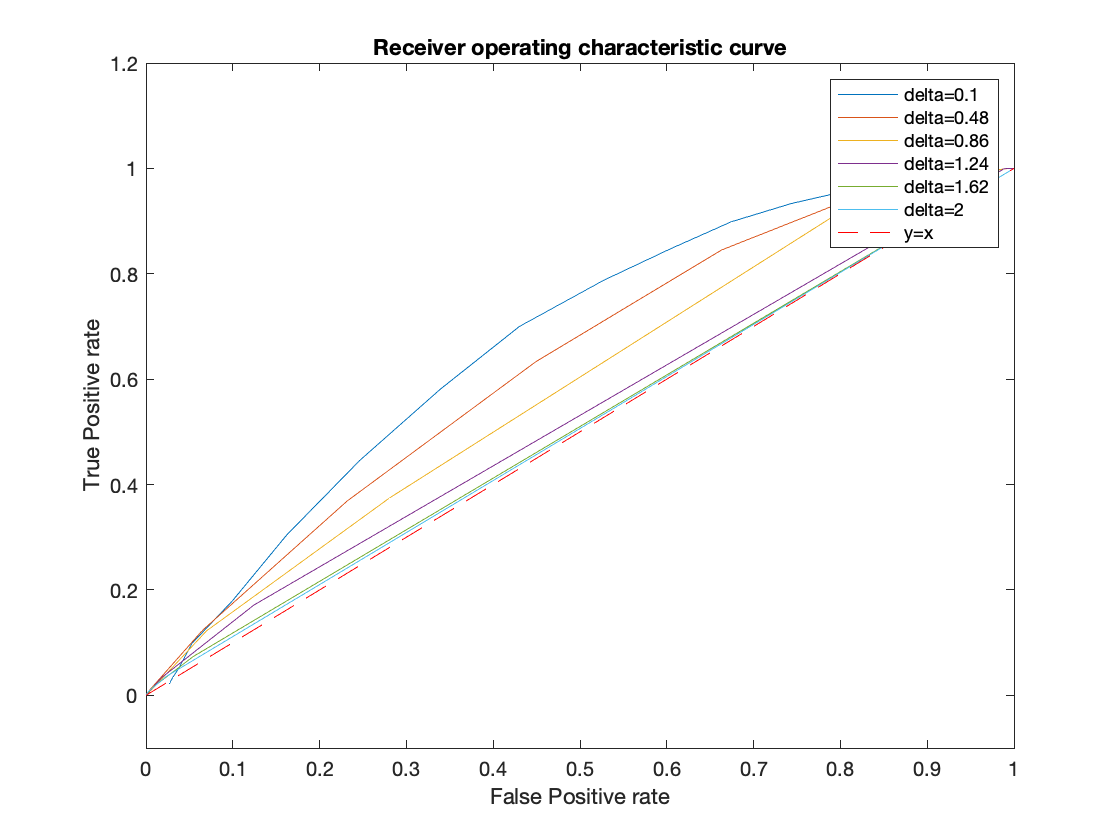 Receiver operating characteristic curve
1.2
1
0.8
0.6
0.4
0.2
0
True Positive rate
delta=0.1
delta=0.48
delta=0.86
delta=1.24
delta=1.62
delta=2
y=x
0 0.1 0.2 0.3 0.4 0.5 0.6 0.7 0.8 0.9 1
False Positive rate